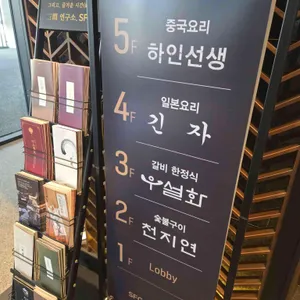 5F
중국요리
하인선생
4F
일본요리
긴자
3F
갈비 한정식
우설화
2F
숯불구이
천지연
1F
Lobby